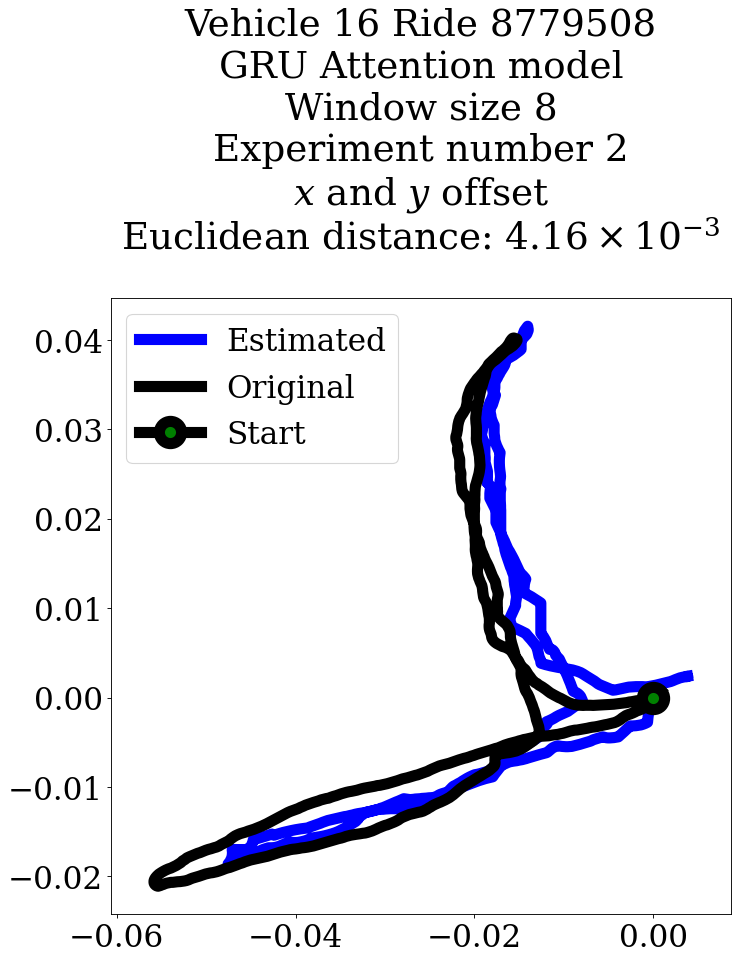 Vehicle 16 Ride 8779508
GRU Attention model
Window size 8
Experiment number 2
x and y offset
Euclidean distance: 4.16 × 10⁻³
Estimated
Original
Start
0.04
0.03
0.02
0.01
0.00
−0.01
−0.02
−0.06 −0.04 −0.02 0.00